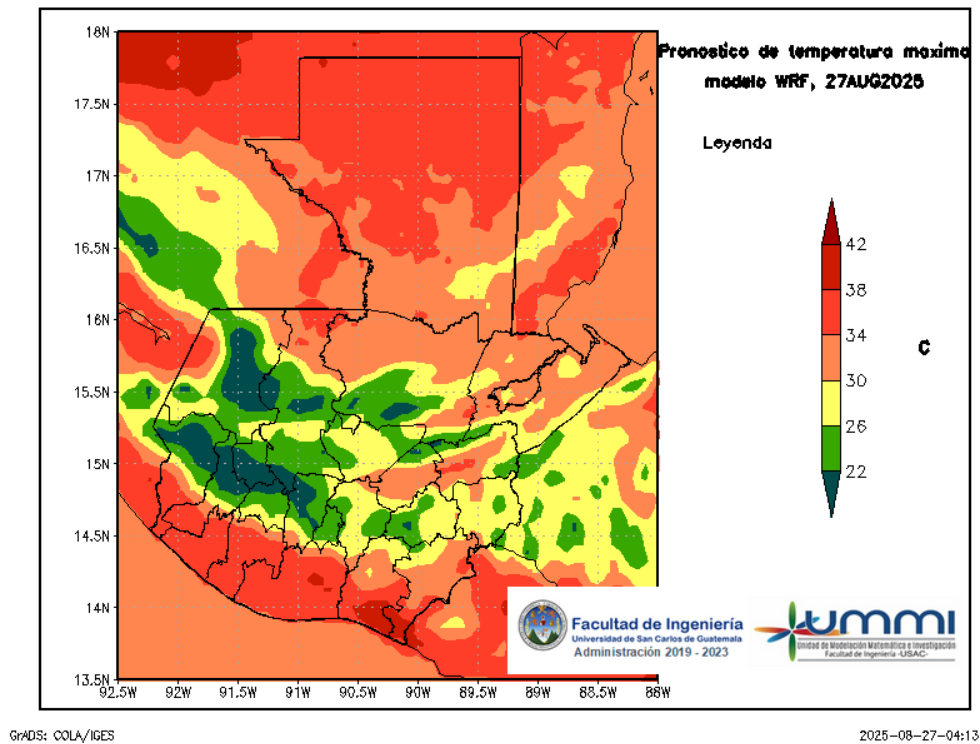 Pronostico de temperatura maxima
modelo WRF, 27AUG2025
Leyenda
18N
17.5N
17N
16.5N
16N
15.5N
15N
14.5N
14N
13.5N
92.5W 92W 91.5W 91W 90.5W 90W 89.5W 89W 88.5W 88W
42
38
34
30
26
22
C
Facultad de Ingeniería
Universidad de San Carlos de Guatemala
Administración 2019 - 2023
ummi
Unidad de Modelación Matemática e Investigación
Facultad de Ingeniería -USAC-
GrADS: COLA/IGES
2025-08-27-04:13